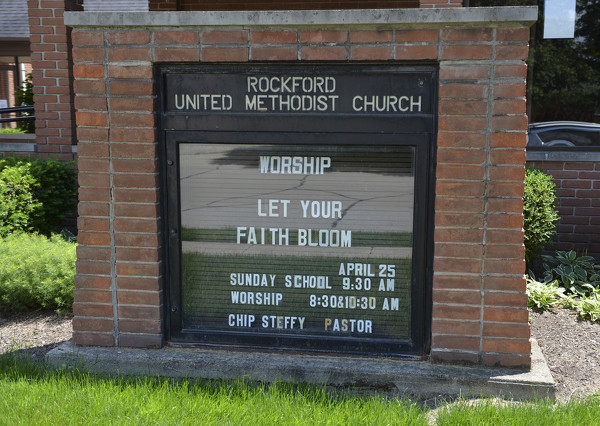 ROCKFORD
UNITED METHODIST CHURCH
WORSHIP
LET YOUR
FAITH BLOOM
APRIL 25
SUNDAY SCHOOL 9:30 AM
WORSHIP 8:30&10:30 AM
CHIP STEFFY PASTOR